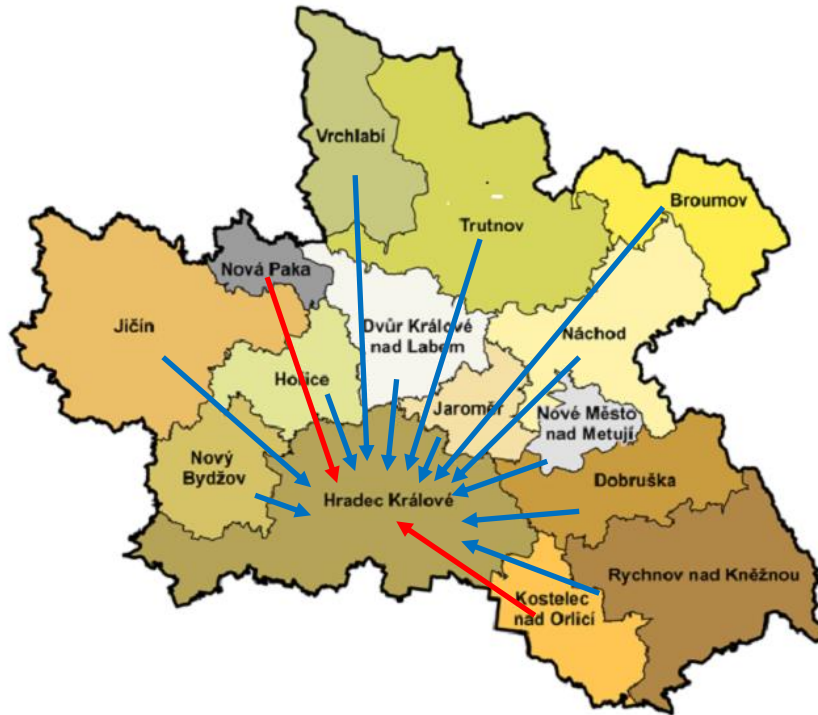 Vrchlabí
Trutnov
Broumov
Nová Paka
Jičín
Dvůr Králové
nad Labem
Náchod
Hořice
Jaroměř
Nové Město
nad Metují
Nový
Bydžov
Dobruška
Hradec Králové
Rychnov nad Kněžnou
Kostelec
nad Orlicí